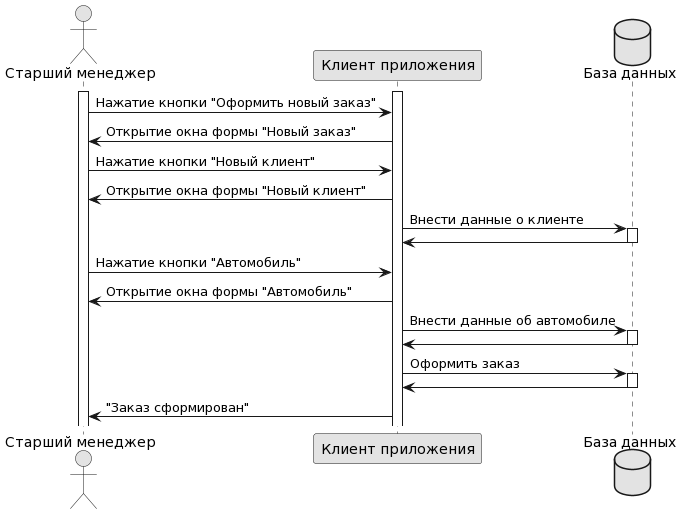 Старший менеджер
Клиент приложения
База данных
Нажатие кнопки "Оформить новый заказ"
Открытие окна формы "Новый заказ"
Нажатие кнопки "Новый клиент"
Открытие окна формы "Новый клиент"
Внести данные о клиенте
Нажатие кнопки "Автомобиль"
Открытие окна формы "Автомобиль"
Внести данные об автомобиле
Оформить заказ
"Заказ сформирован"
Старший менеджер
Клиент приложения
База данных